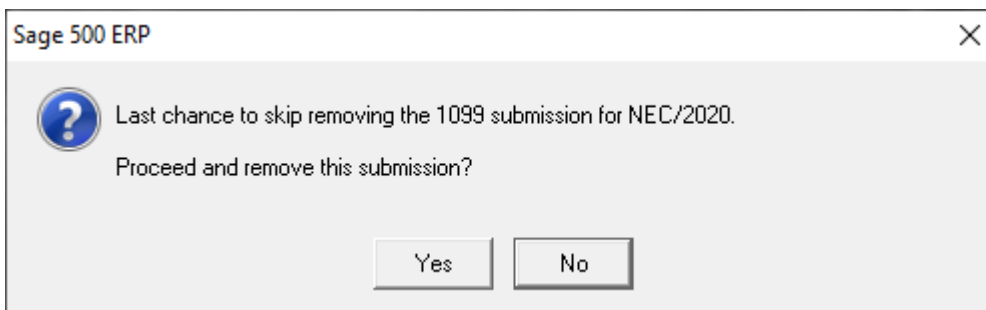 Sage 500 ERP
Last chance to skip removing the 1099 submission for NEC/2020.
Proceed and remove this submission?
Yes No